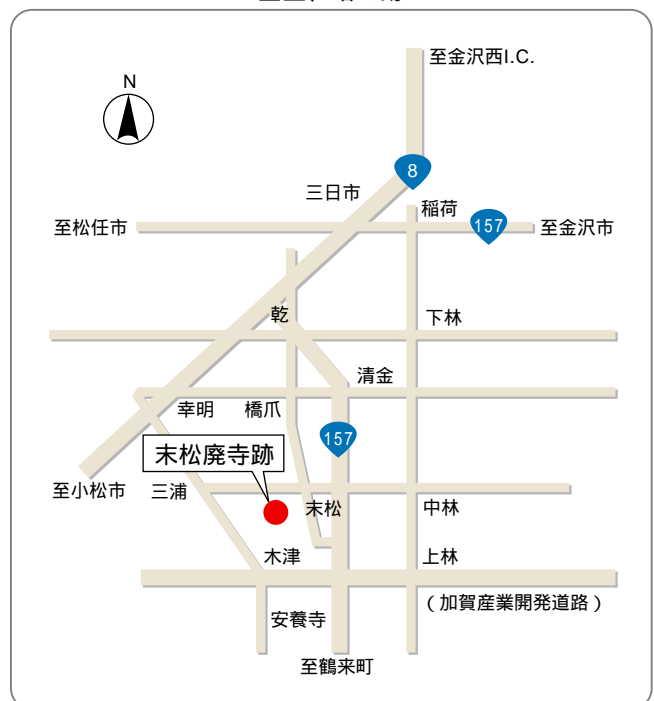 至金沢西I.C.
N
8
三日市
稲荷
至松任市
157
至金沢市
乾
下林
清金
幸明
橋爪
157
末松廃寺跡
至小松市
三浦
末松
中林
木津
上林
(加賀産業開発道路)
安養寺
至鶴来町